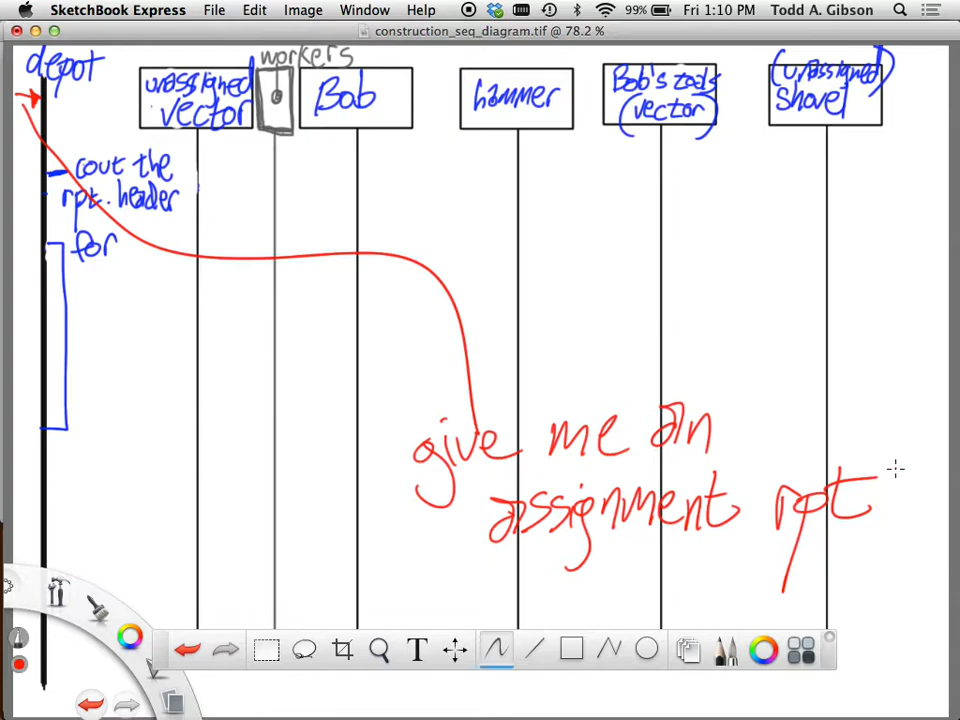 SketchBook Express File Edit Image Window Help 99% Fri 1:10 PM Todd A. Gibson
construction_seq_diagram.tif @ 78.2 %
depot
unassigned
vector
workers
Bob
hammer
Bob's tools
(vector)
(unassigned)
shovel
cout the
rpt. header
for
give me an
assignment rpt
T